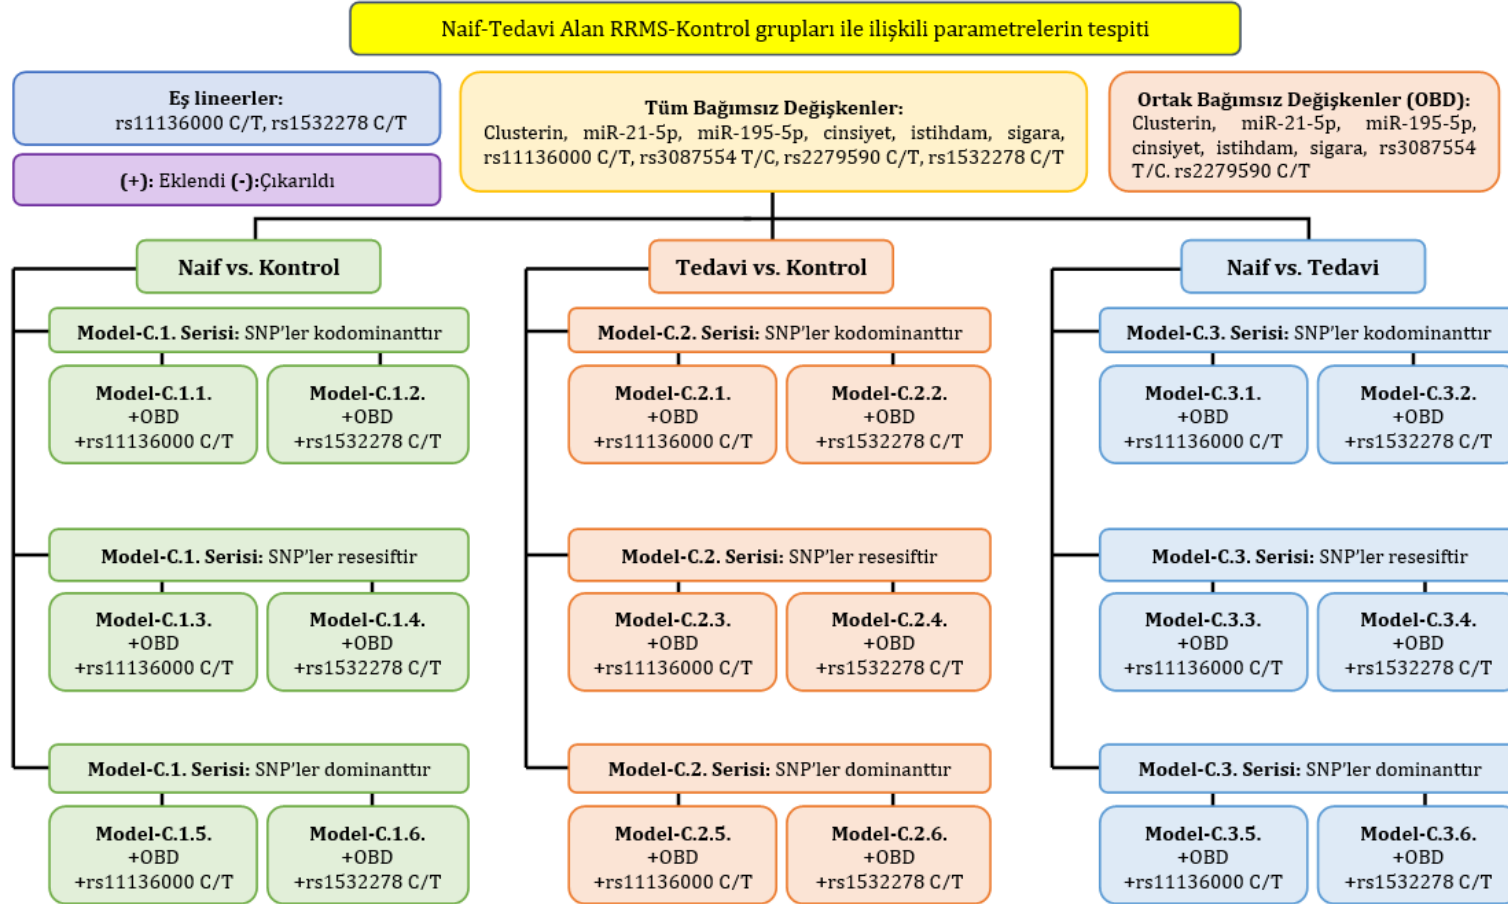 Naif-Tedavi Alan RRMS-Kontrol grupları ile ilişkili parametrelerin tespiti
Eş lineerler:
rs11136000 C/T, rs1532278 C/T
(+): Eklendi (-):Çıkarıldı
Tüm Bağımsız Değişkenler:
Clusterin, miR-21-5p, miR-195-5p, cinsiyet, istihdam, sigara,
rs11136000 C/T, rs3087554 T/C, rs2279590 C/T, rs1532278 C/T
Ortak Bağımsız Değişkenler (OBD):
Clusterin, miR-21-5p, miR-195-5p,
cinsiyet, istihdam, sigara, rs3087554
T/C. rs2279590 C/T
Naif vs. Kontrol
Model-C.1. Serisi: SNP'ler kodominanttır
Model-C.1.1.
+OBD
+rs11136000 C/T
Model-C.1.2.
+OBD
+rs1532278 C/T
Model-C.1. Serisi: SNP'ler resesiftir
Model-C.1.3.
+OBD
+rs11136000 C/T
Model-C.1.4.
+OBD
+rs1532278 C/T
Model-C.1. Serisi: SNP'ler dominanttır
Model-C.1.5.
+OBD
+rs11136000 C/T
Model-C.1.6.
+OBD
+rs1532278 C/T
Tedavi vs. Kontrol
Model-C.2. Serisi: SNP'ler kodominanttır
Model-C.2.1.
+OBD
+rs11136000 C/T
Model-C.2.2.
+OBD
+rs1532278 C/T
Model-C.2. Serisi: SNP'ler resesiftir
Model-C.2.3.
+OBD
+rs11136000 C/T
Model-C.2.4.
+OBD
+rs1532278 C/T
Model-C.2. Serisi: SNP'ler dominanttır
Model-C.2.5.
+OBD
+rs11136000 C/T
Model-C.2.6.
+OBD
+rs1532278 C/T
Naif vs. Tedavi
Model-C.3. Serisi: SNP'ler kodominanttır
Model-C.3.1.
+OBD
+rs11136000 C/T
Model-C.3.2.
+OBD
+rs1532278 C/T
Model-C.3. Serisi: SNP'ler resesiftir
Model-C.3.3.
+OBD
+rs11136000 C/T
Model-C.3.4.
+OBD
+rs1532278 C/T
Model-C.3. Serisi: SNP'ler dominanttır
Model-C.3.5.
+OBD
+rs11136000 C/T
Model-C.3.6.
+OBD
+rs1532278 C/T